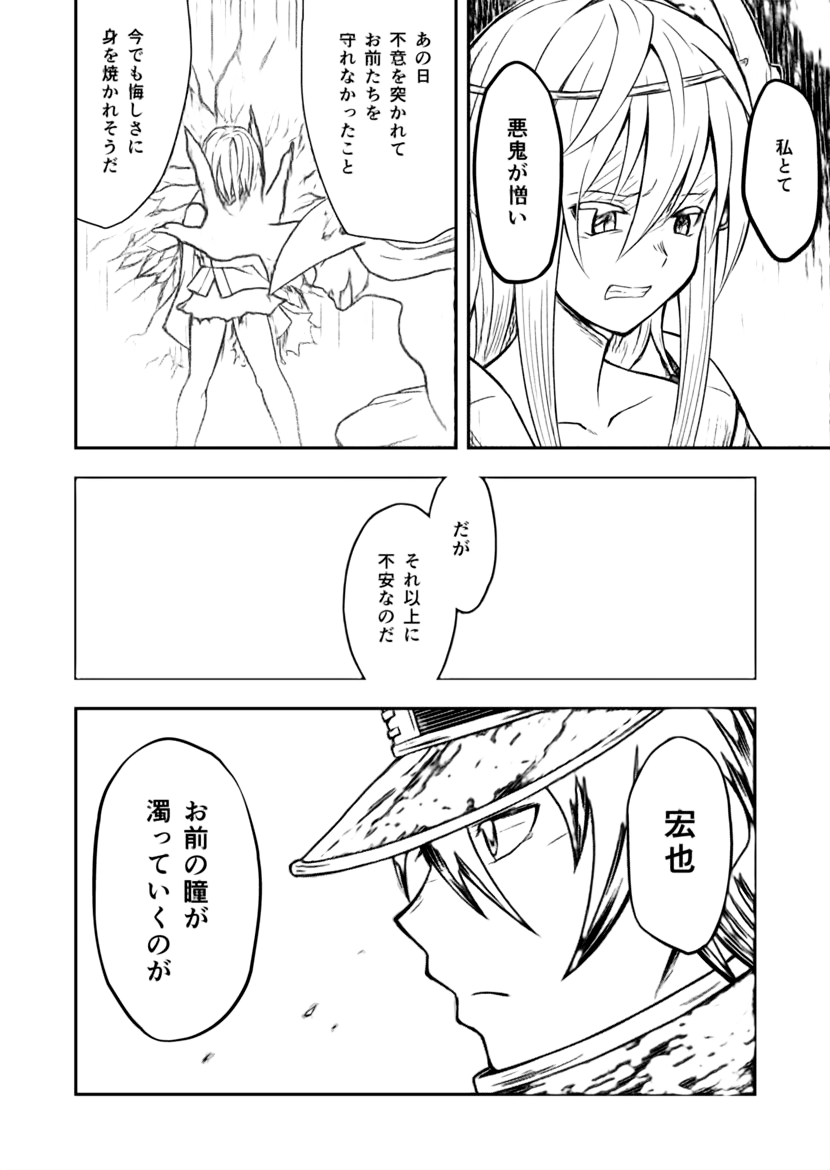 私とて
悪鬼が憎い
あの日
不意を突かれて
お前たちを
守れなかったこと
今でも悔しさに
身を焼かれそうだ
だが
それ以上に
不安なのだ
宏也
お前の瞳が
濁っていくのが